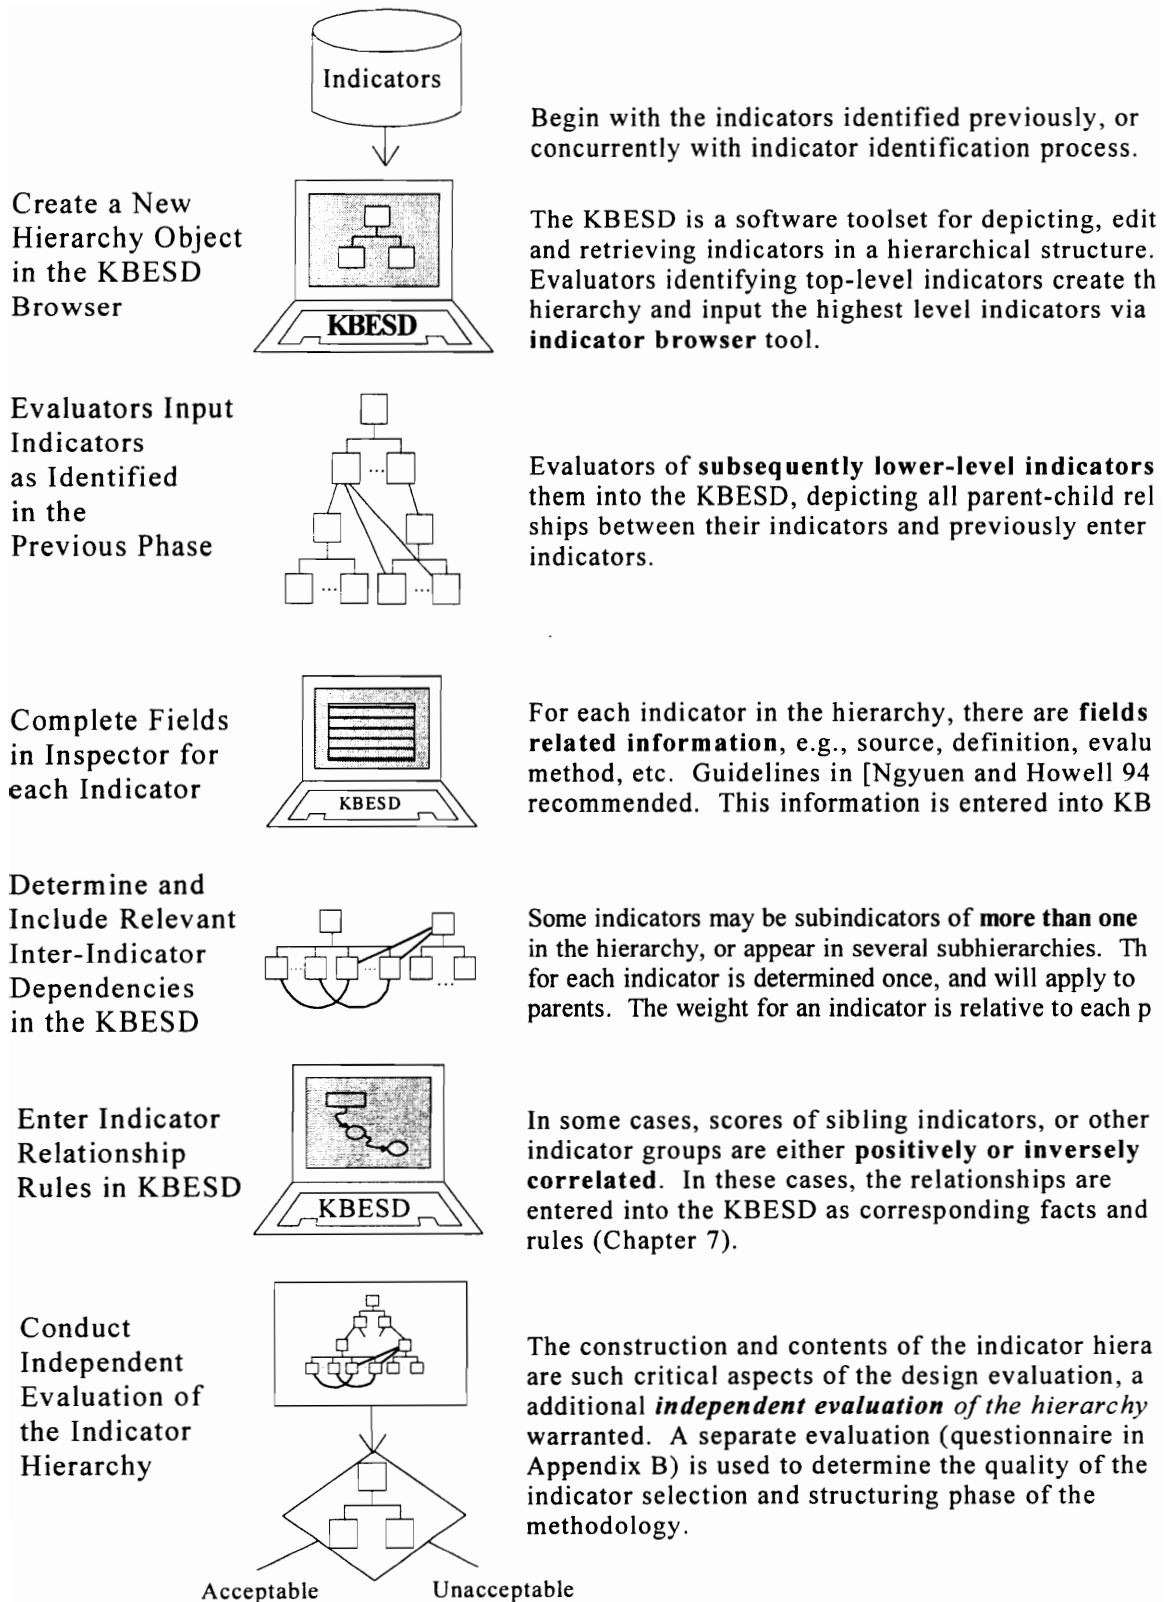 Indicators
Begin with the indicators identified previously, or
concurrently with indicator identification process.
Create a New
Hierarchy Object
in the KBESD
Browser
KBESD
The KBESD is a software toolset for depicting, edit
and retrieving indicators in a hierarchical structure.
Evaluators identifying top-level indicators create th
hierarchy and input the highest level indicators via
indicator browser tool.
Evaluators Input
Indicators
as Identified
in the
Previous Phase
Evaluators of subsequently lower-level indicators
them into the KBESD, depicting all parent-child rel
ships between their indicators and previously enter
indicators.
Complete Fields
in Inspector for
each Indicator
KBESD
For each indicator in the hierarchy, there are fields
related information, e.g., source, definition, evalu
method, etc. Guidelines in [Ngyuen and Howell 94
recommended. This information is entered into KB
Determine and
Include Relevant
Inter-Indicator
Dependencies
in the KBESD
Some indicators may be subindicators of more than one
in the hierarchy, or appear in several subhierarchies. Th
for each indicator is determined once, and will apply to
parents. The weight for an indicator is relative to each p
Enter Indicator
Relationship
Rules in KBESD
KBESD
In some cases, scores of sibling indicators, or other
indicator groups are either positively or inversely
correlated. In these cases, the relationships are
entered into the KBESD as corresponding facts and
rules (Chapter 7).
Conduct
Independent
Evaluation of
the Indicator
Hierarchy
The construction and contents of the indicator hiera
are such critical aspects of the design evaluation, a
additional independent evaluation of the hierarchy
warranted. A separate evaluation (questionnaire in
Appendix B) is used to determine the quality of the
indicator selection and structuring phase of the
methodology.
Acceptable
Unacceptable